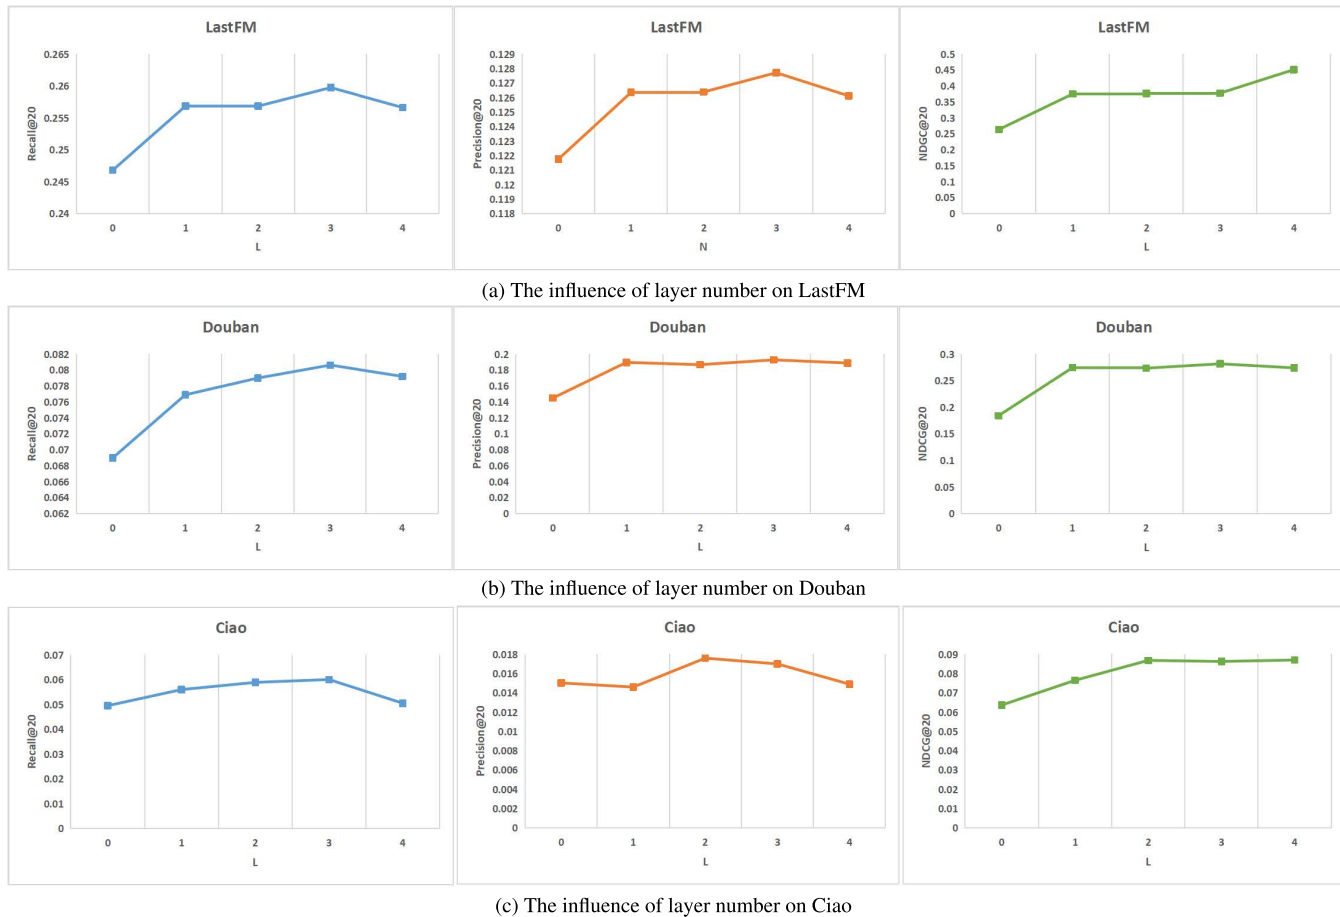 LastFM
0.265
0.26
0.255
0.25
0.245
0.24
Recall@20
0 1 2 3 4
L
LastFM
0.129
0.128
0.127
0.126
0.125
0.124
0.123
0.122
0.121
0.12
0.119
0.118
Precision@20
0 1 2 3 4
N
LastFM
0.5
0.45
0.4
0.35
0.3
0.25
0.2
0.15
0.1
0.05
0
NDGC@20
0 1 2 3 4
L
(a) The influence of layer number on LastFM
Douban
0.082
0.08
0.078
0.076
0.074
0.072
0.07
0.068
0.066
0.064
0.062
Recall@20
0 1 2 3 4
L
Douban
0.2
0.18
0.16
0.14
0.12
0.1
0.08
0.06
0.04
0.02
0
Precision@20
0 1 2 3 4
L
Douban
0.3
0.25
0.2
0.15
0.1
0.05
0
NDCG@20
0 1 2 3 4
L
(b) The influence of layer number on Douban
Ciao
0.07
0.06
0.05
0.04
0.03
0.02
0.01
0
Recall@20
0 1 2 3 4
L
Ciao
0.018
0.016
0.014
0.012
0.01
0.008
0.006
0.004
0.002
0
Precision@20
0 1 2 3 4
L
Ciao
0.09
0.08
0.07
0.06
0.05
0.04
0.03
0.02
0.01
0
NDCG@20
0 1 2 3 4
L
(c) The influence of layer number on Ciao